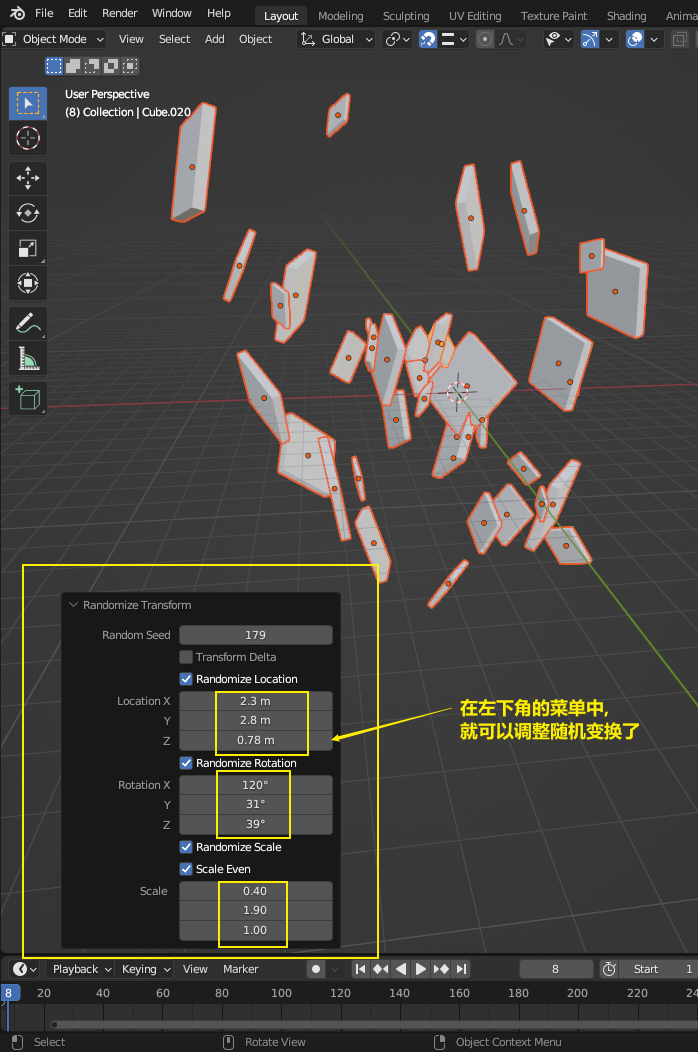 File Edit Render Window Help Layout Modeling Sculpting UV Editing Texture Paint Shading Anima
Object Mode View Select Add Object Global
User Perspective
(8) Collection | Cube.020
Randomize Transform
Random Seed 179
Transform Delta
Randomize Location
Location X 2.3 m
Y 2.8 m
Z 0.78 m
在左下角的菜单中,
就可以调整随机变换了
Randomize Rotation
Rotation X 120°
Y 31°
Z 39°
Randomize Scale
Scale Even
Scale 0.40
1.90
1.00
Playback Keying View Marker 8 Start 1
8 20 40 60 80 100 120 140 160 180 200 220 24
Select Rotate View Object Context Menu